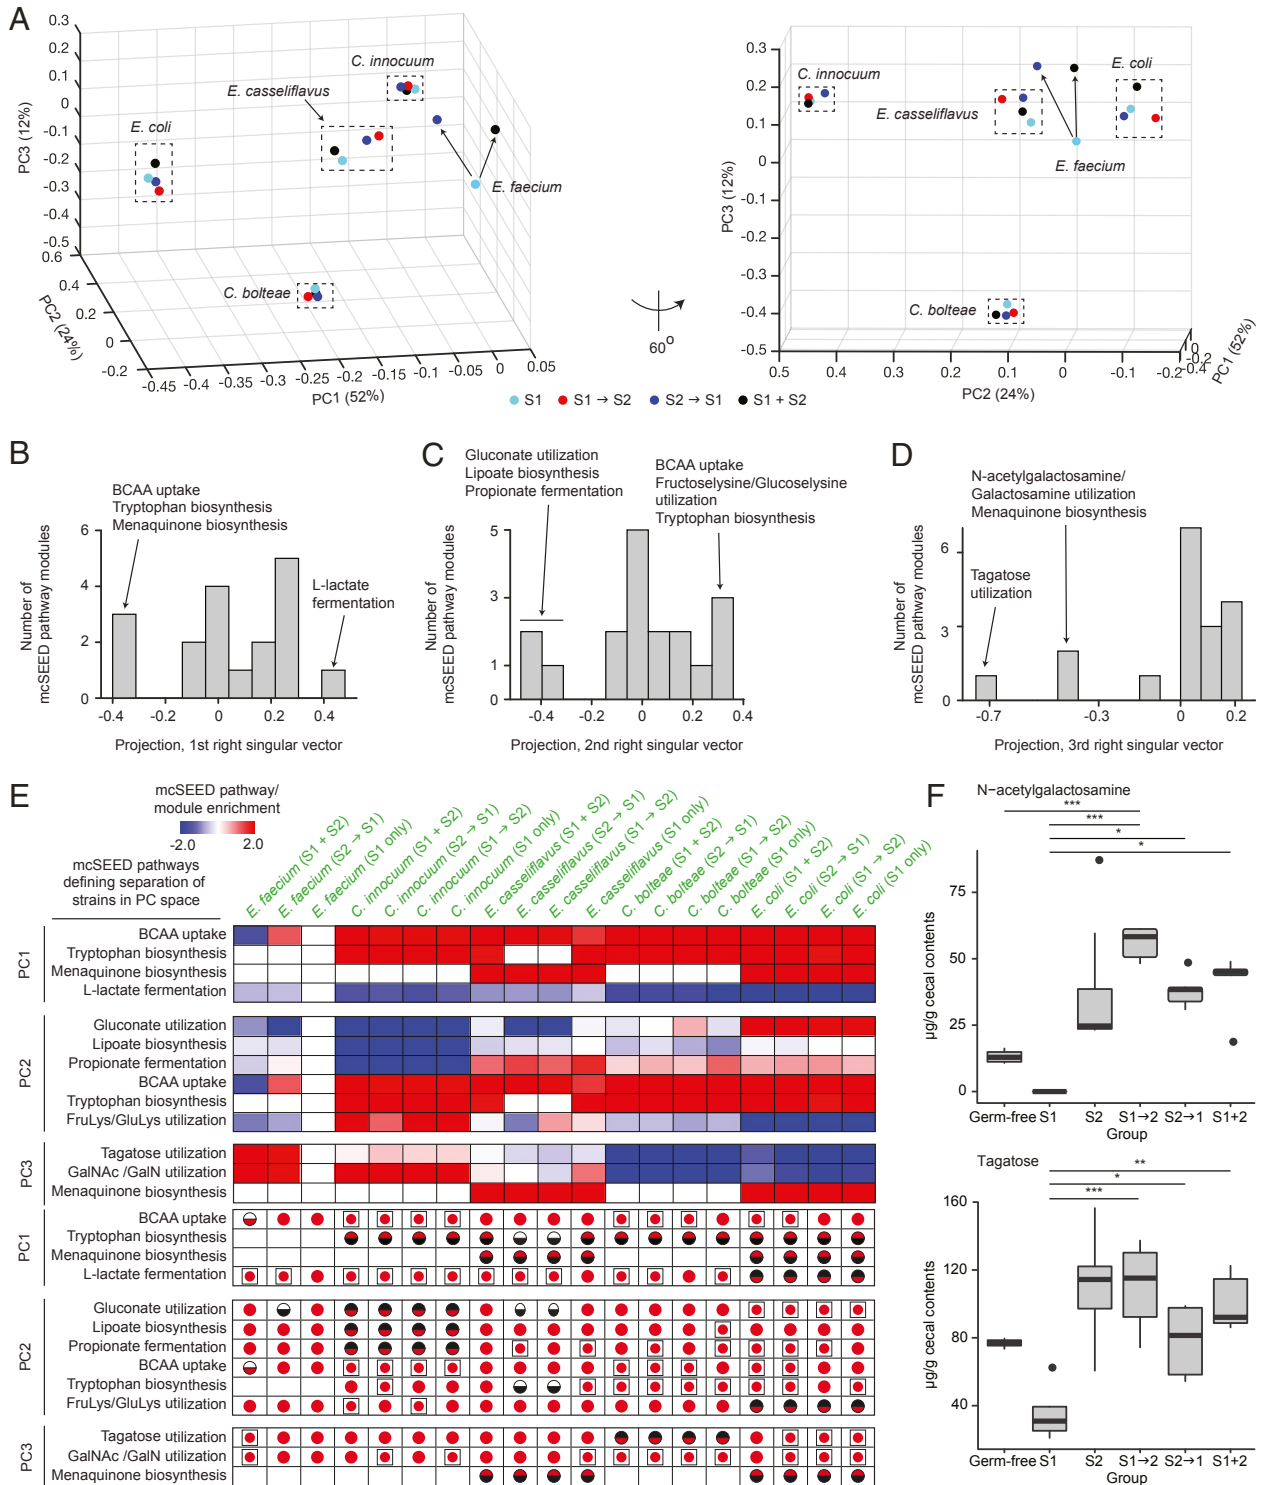 A
0.3
0.2
0.1
0
-0.1
-0.2
-0.3
-0.4
-0.5
PC3 (12%)
0.6
0.4
0.2
0
-0.2
PC2 (24%)
-0.45
-0.4
-0.35
-0.3
-0.25
-0.2
-0.15
-0.1
-0.05
0
0.05
PC1 (52%)
E. coli
E. casseliflavus
C. innocuum
E. faecium
C. bolteae
60°
0.3
0.2
0.1
0
-0.1
-0.2
-0.3
-0.4
-0.5
PC3 (12%)
0.5
0.4
0.3
0.2
0.1
0
-0.1
-0.2
PC2 (24%)
0
-0.2
-0.4
PC1 (52%)
C. innocuum
E. casseliflavus
E. coli
E. faecium
C. bolteae
S1
S1 → S2
S2 → S1
S1 + S2
B
BCAA uptake
Tryptophan biosynthesis
Menaquinone biosynthesis
L-lactate
fermentation
Number of
mcSEED pathway modules
6
4
2
0
-0.4
-0.2
0
0.2
0.4
Projection, 1st right singular vector
C
Gluconate utilization
Lipoate biosynthesis
Propionate fermentation
BCAA uptake
Fructoselysine/Glucoselysine
utilization
Tryptophan biosynthesis
Number of
mcSEED pathway modules
5
3
1
0
-0.4
-0.2
0
0.2
0.4
Projection, 2nd right singular vector
D
N-acetylgalactosamine/
Galactosamine utilization
Menaquinone biosynthesis
Tagatose
utilization
Number of
mcSEED pathway modules
6
3
0
-0.7
-0.3
0
0.2
Projection, 3rd right singular vector
E
mcSEED pathway/
module enrichment
-2.0
2.0
mcSEED pathways
defining separation of
strains in PC space
E. faecium (S1 + S2)
E. faecium (S2 → S1)
E. faecium (S1 only)
C. innocuum (S1 + S2)
C. innocuum (S2 → S1)
C. innocuum (S1 → S2)
C. innocuum (S1 only)
E. casseliflavus (S1 + S2)
E. casseliflavus (S2 → S1)
E. casseliflavus (S1 → S2)
E. casseliflavus (S1 only)
C. bolteae (S1 + S2)
C. bolteae (S2 → S1)
C. bolteae (S1 → S2)
C. bolteae (S1 only)
E. coli (S1 + S2)
E. coli (S2 → S1)
E. coli (S1 → S2)
E. coli (S1 only)
PC1
BCAA uptake
Tryptophan biosynthesis
Menaquinone biosynthesis
L-lactate fermentation
PC2
Gluconate utilization
Lipoate biosynthesis
Propionate fermentation
BCAA uptake
Tryptophan biosynthesis
FruLys/GluLys utilization
PC3
Tagatose utilization
GalNAc /GalN utilization
Menaquinone biosynthesis
PC1
BCAA uptake
Tryptophan biosynthesis
Menaquinone biosynthesis
L-lactate fermentation
PC2
Gluconate utilization
Lipoate biosynthesis
Propionate fermentation
BCAA uptake
Tryptophan biosynthesis
FruLys/GluLys utilization
PC3
Tagatose utilization
GalNAc /GalN utilization
Menaquinone biosynthesis
F
N−acetylgalactosamine
***
***
*
*
µg/g cecal contents
75
50
25
0
Germ-free S1 S2 S1→2 S2→1 S1+2
Group
Tagatose
**
*
***
µg/g cecal contents
160
120
80
40
Germ-free S1 S2 S1→2 S2→1 S1+2
Group